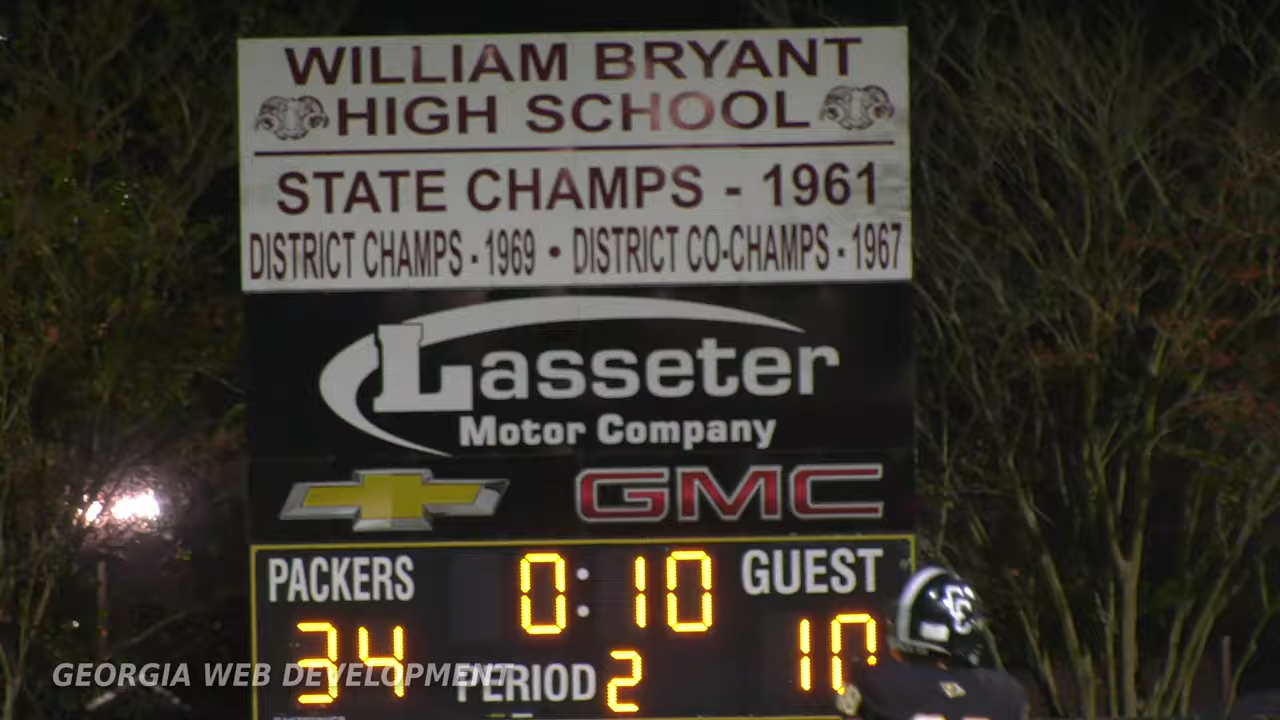 WILLIAM BRYANT
HIGH SCHOOL
STATE CHAMPS - 1961
DISTRICT CHAMPS - 1969 • DISTRICT CO-CHAMPS - 1967
Lasseter
Motor Company
GMC
PACKERS 0:10 GUEST
34 PERIOD 2
GEORGIA WEB DEVELOPMENT